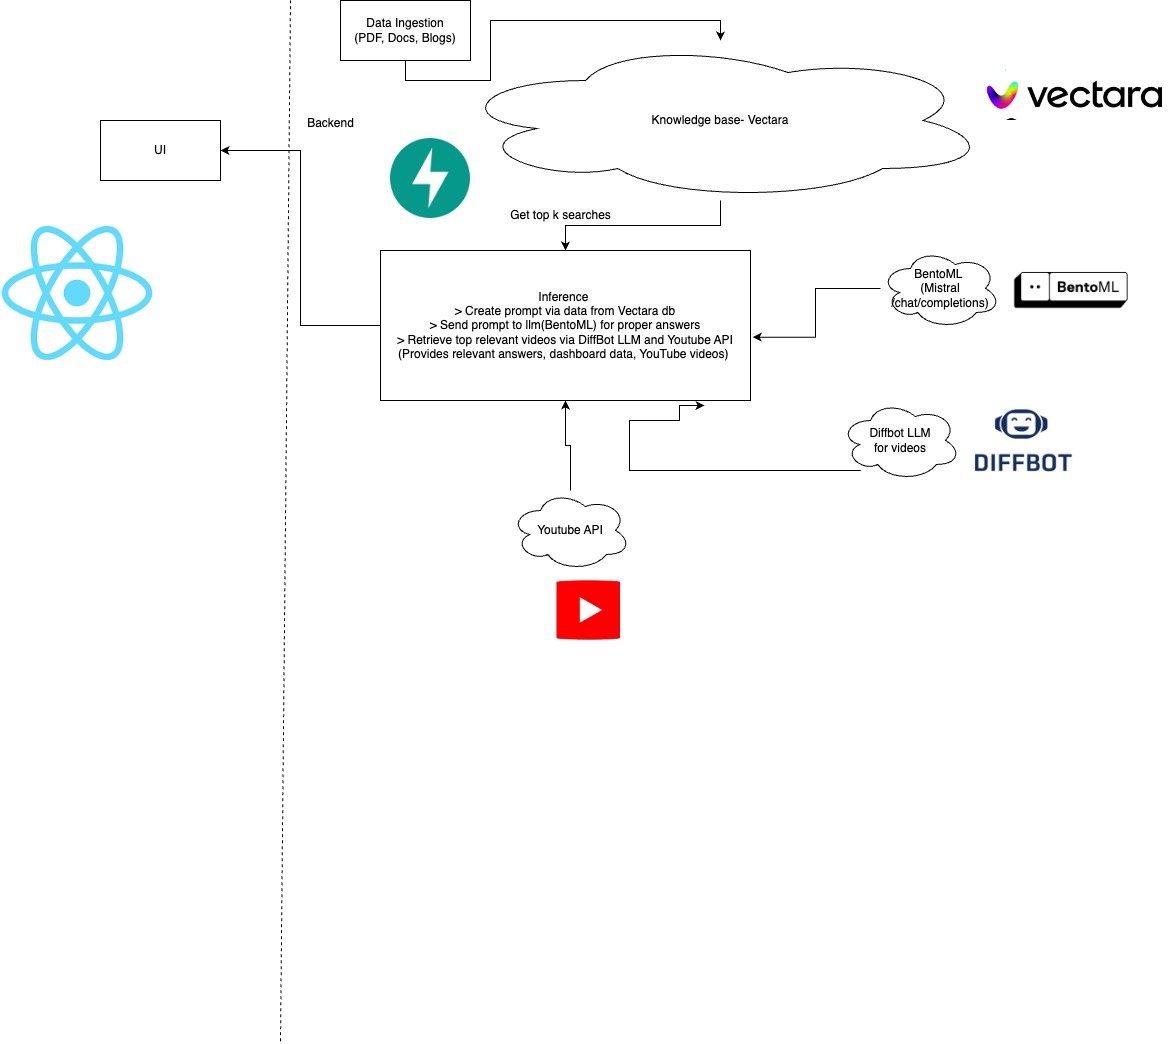 Data Ingestion
(PDF, Docs, Blogs)
vectara
Knowledge base- Vectara
Backend
UI
Get top k searches
Inference
> Create prompt via data from Vectara db
> Send prompt to llm(BentoML) for proper answers
> Retrieve top relevant videos via DiffBot LLM and Youtube API
(Provides relevant answers, dashboard data, YouTube videos)
BentoML
(Mistral
/chat/completions)
BentoML
Diffbot LLM
for videos
DIFFBOT
Youtube API